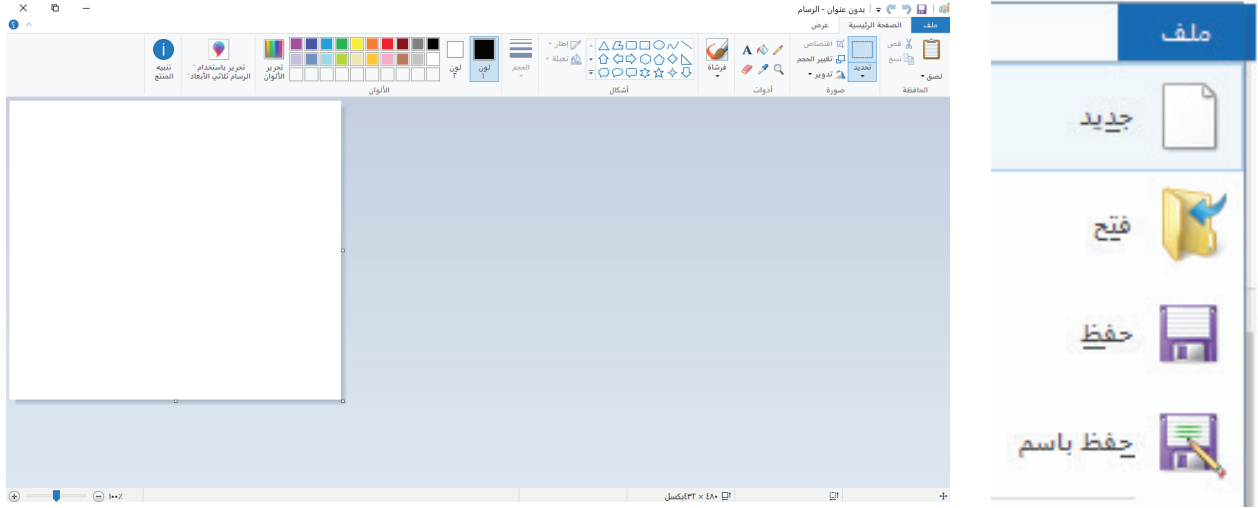 بدون عنوان - الرسام
ملف الصفحة الرئيسية عرض
لصق
قص
نسخ
الحافظة
تحديد
اقتصاص
تغيير الحجم
تدوير
صورة
A
أدوات
فرشاة
أشكال
إطار
تعبئة
الحجم
لون ١
لون ٢
الألوان
تحرير الألوان
تحرير باستخدام "الرسام ثلاثي الأبعاد"
تنبيه المنتج
٤٨٠ × ٤٣٢بكسل
١٠٠٪
ملف
جديد
فتح
حفظ
حفظ باسم